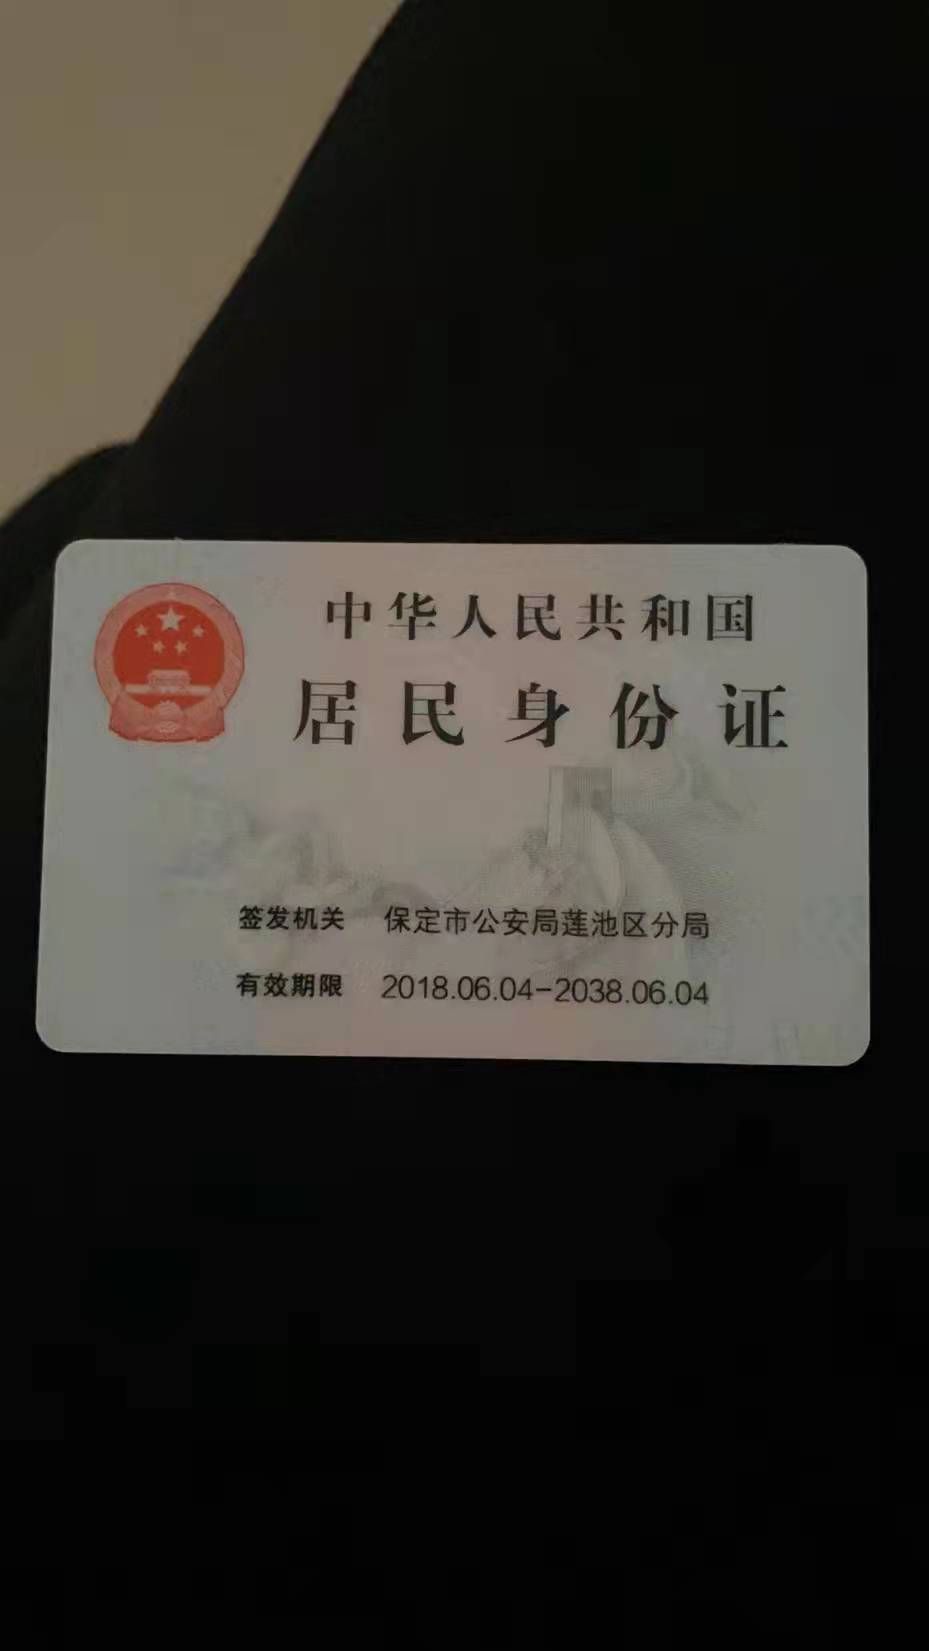 中华人民共和国
居民身份证
签发机关 保定市公安局莲池区分局
有效期限 2018.06.04-2038.06.04